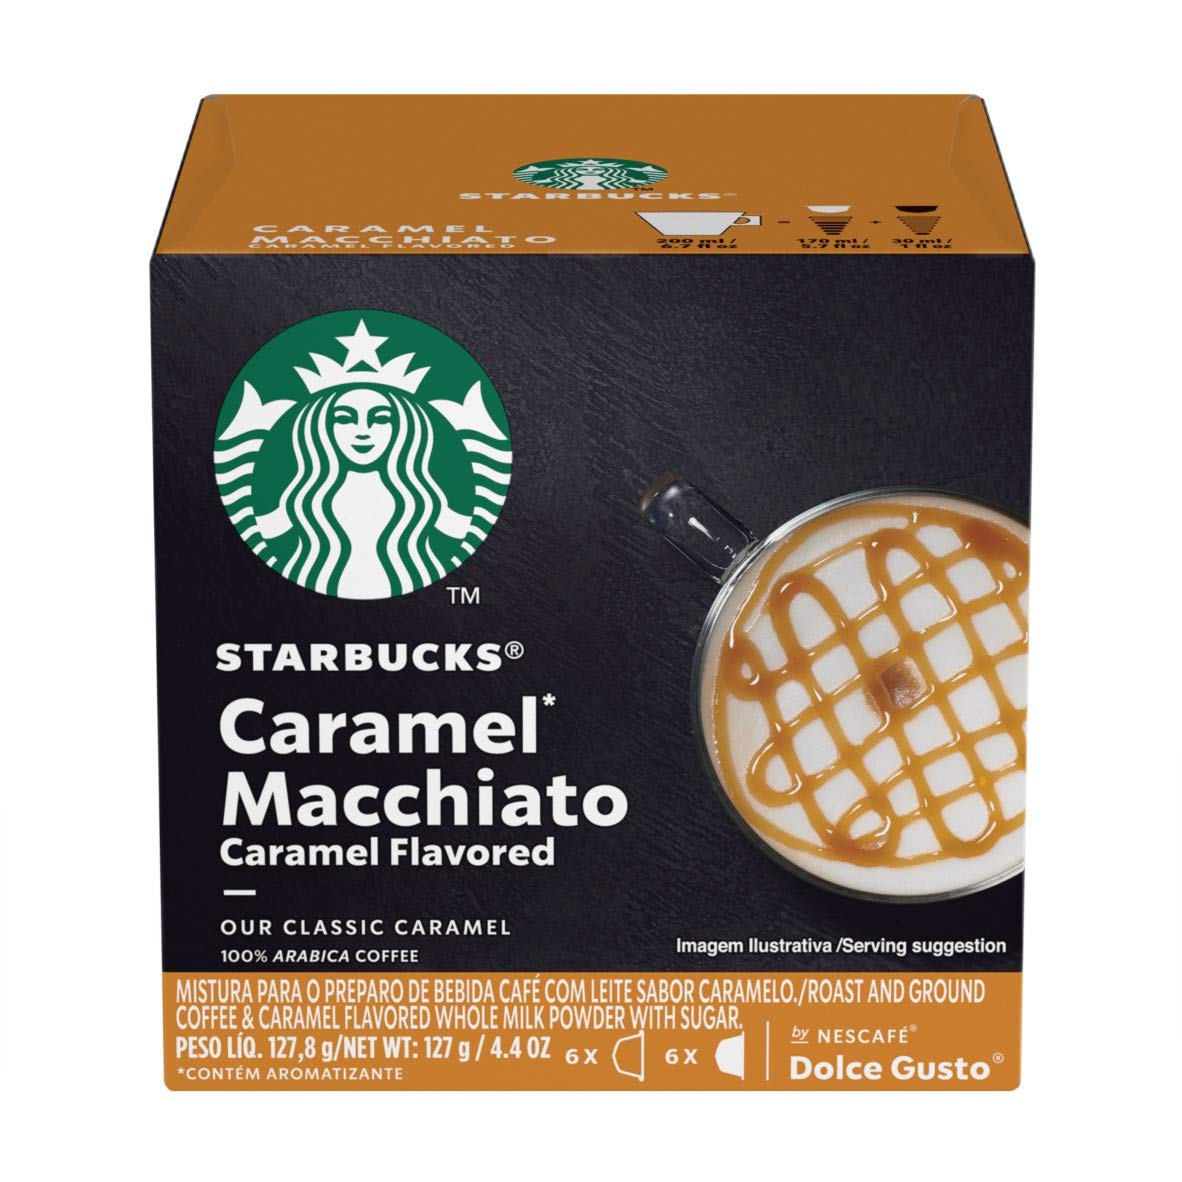 STARBUCKS®
TM
CARAMEL
MACCHIATO
CARAMEL FLAVORED
200 ml /
6.7 fl oz
=
170 ml /
5.7 fl oz
+
30 ml /
1 fl oz
TM
STARBUCKS®
Caramel*
Macchiato
Caramel Flavored
OUR CLASSIC CARAMEL
100% ARABICA COFFEE
Imagem Ilustrativa /Serving suggestion
MISTURA PARA O PREPARO DE BEBIDA CAFÉ COM LEITE SABOR CARAMELO./ROAST AND GROUND
COFFEE & CARAMEL FLAVORED WHOLE MILK POWDER WITH SUGAR.
PESO LÍQ. 127,8 g/NET WT: 127 g / 4.4 OZ
6 X
6 X
*CONTÉM AROMATIZANTE
by NESCAFÉ®
Dolce Gusto®